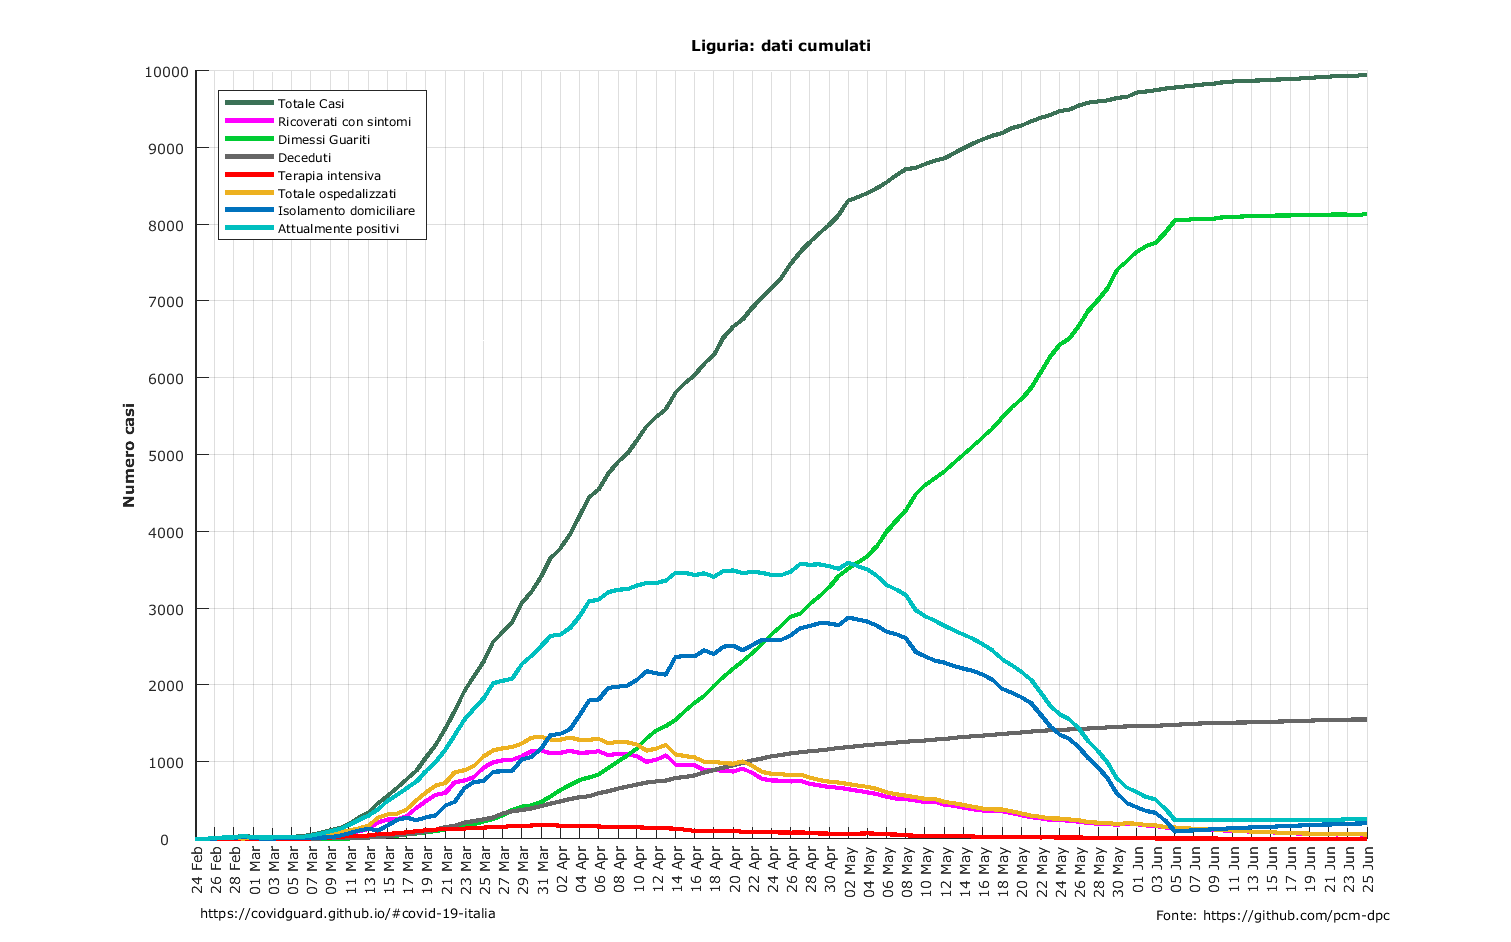 Liguria: dati cumulati
10000
9000
8000
7000
6000
5000
4000
3000
2000
1000
0
Numero casi
Totale Casi
Ricoverati con sintomi
Dimessi Guariti
Deceduti
Terapia intensiva
Totale ospedalizzati
Isolamento domiciliare
Attualmente positivi
24 Feb
26 Feb
28 Feb
01 Mar
03 Mar
05 Mar
07 Mar
09 Mar
11 Mar
13 Mar
15 Mar
17 Mar
19 Mar
21 Mar
23 Mar
25 Mar
27 Mar
29 Mar
31 Mar
02 Apr
04 Apr
06 Apr
08 Apr
10 Apr
12 Apr
14 Apr
16 Apr
18 Apr
20 Apr
22 Apr
24 Apr
26 Apr
28 Apr
30 Apr
02 May
04 May
06 May
08 May
10 May
12 May
14 May
16 May
18 May
20 May
22 May
24 May
26 May
28 May
30 May
01 Jun
03 Jun
05 Jun
07 Jun
09 Jun
11 Jun
13 Jun
15 Jun
17 Jun
19 Jun
21 Jun
23 Jun
25 Jun
https://covidguard.github.io/#covid-19-italia
Fonte: https://github.com/pcm-dpc